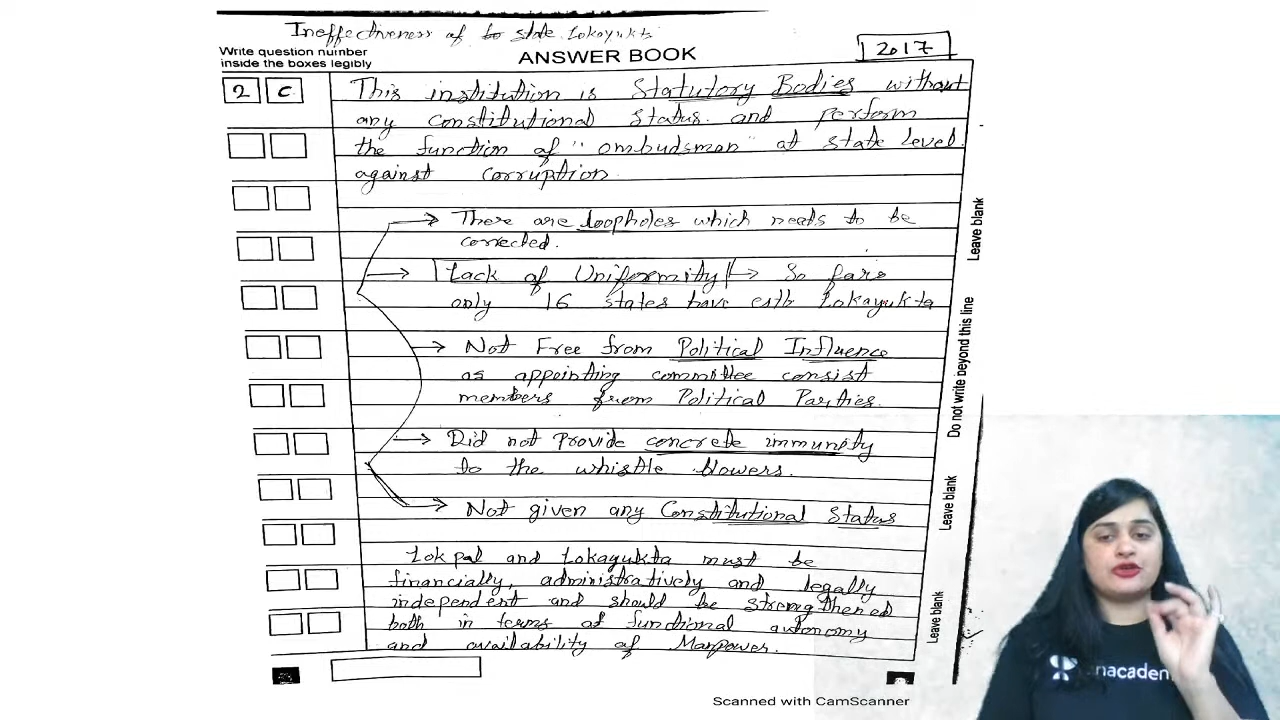 Ineffectiveness of to state Lokayukts
Write question number
inside the boxes legibly
ANSWER BOOK
2017
2 C
This institution is Statutory Bodies without
any constitutional status and perform
the function of "ombudsman" at state Level
against corruption.
→ There are loopholes which needs to be
corrected.
→ Lack of Uniformity → So fars
only 16 states have estb Lokayukta
→ Not Free from Political Influence
as appointing committee consist
members from Political Parties.
→ Did not Provide concrete immunity
to the whistle blowers.
→ Not given any Constitutional Status
Lokpal and Lokayukta must be
financially, administratively and legally
independent and should be strengthened
both in terms of functional autonomy
and availability of Manpower.
Leave blank
Do not write beyond this line
Leave blank
Leave blank
Scanned with CamScanner
nacadem